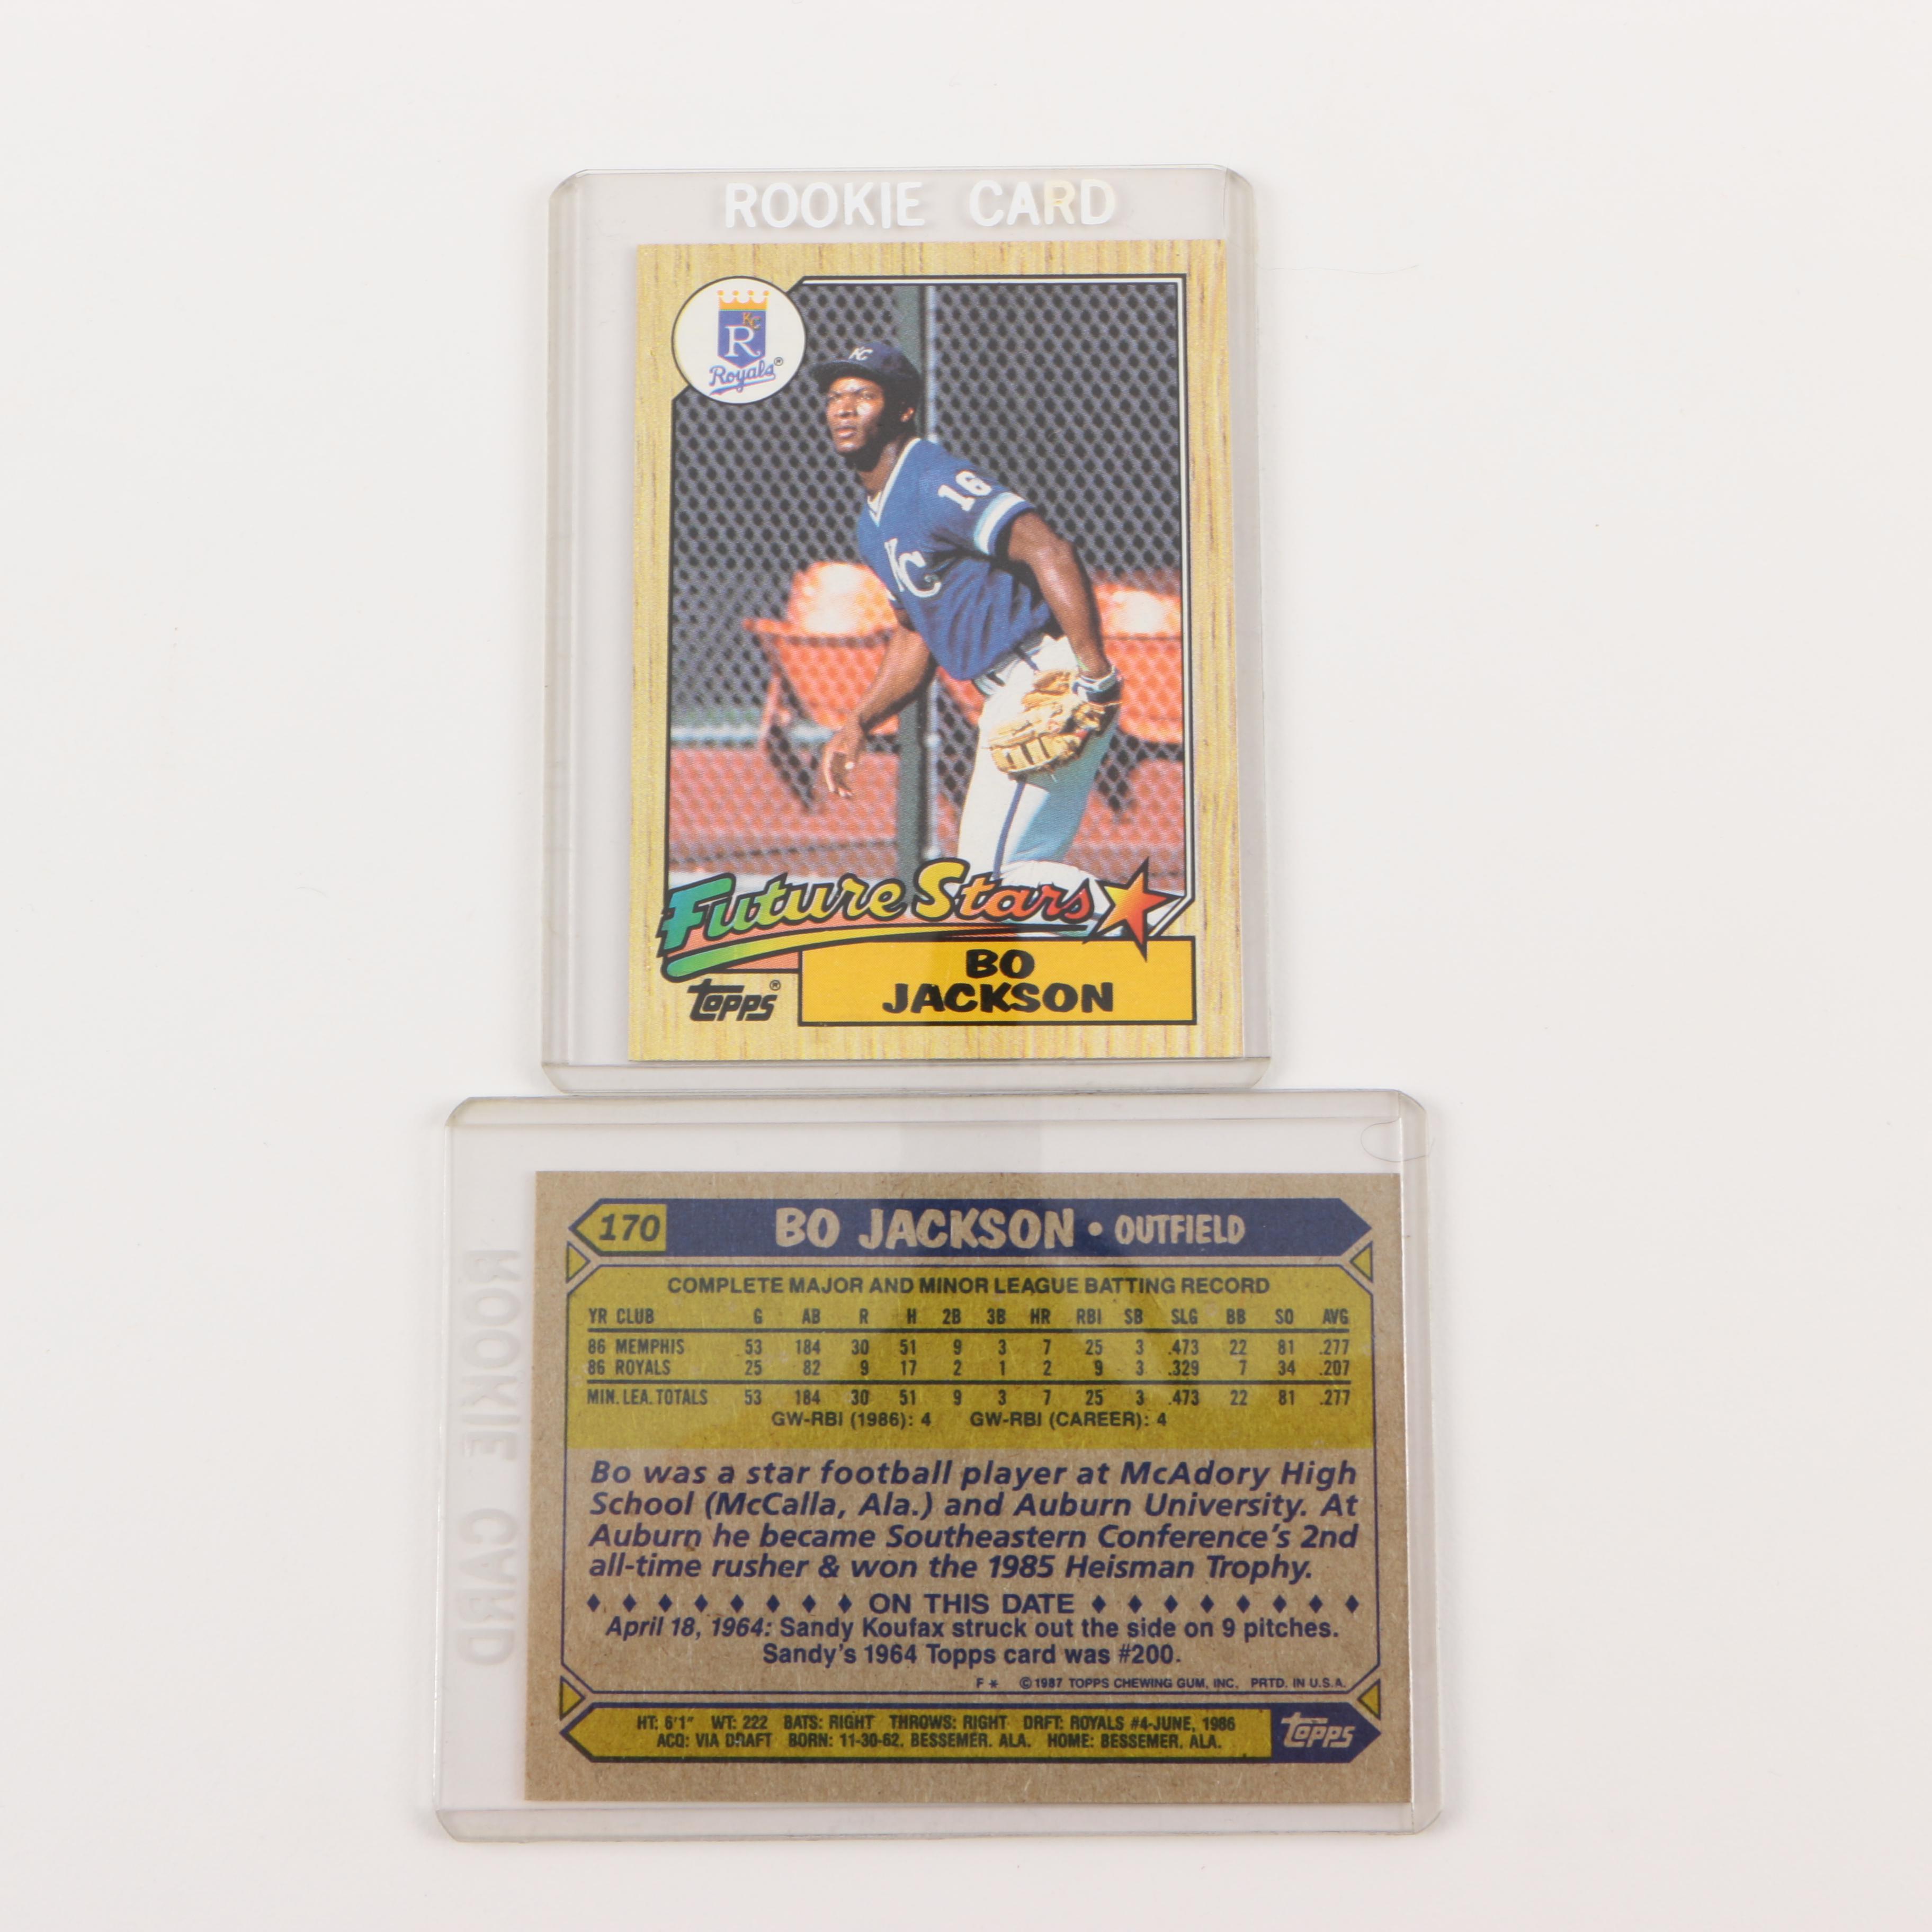 ROOKIE CARD
KC
R
Royals®
KC
16
KC
Future Stars
BO
JACKSON
Topps®
170 BO JACKSON • OUTFIELD
COMPLETE MAJOR AND MINOR LEAGUE BATTING RECORD
YR CLUB G AB R H 2B 3B HR RBI SB SLG BB SO AVG
86 MEMPHIS 53 184 30 51 9 3 7 25 3 .473 22 81 .277
86 ROYALS 25 82 9 17 2 1 2 9 3 .329 7 34 .207
MIN. LEA. TOTALS 53 184 30 51 9 3 7 25 3 .473 22 81 .277
GW-RBI (1986): 4 GW-RBI (CAREER): 4
Bo was a star football player at McAdory High
School (McCalla, Ala.) and Auburn University. At
Auburn he became Southeastern Conference's 2nd
all-time rusher & won the 1985 Heisman Trophy.
♦ ♦ ♦ ♦ ♦ ♦ ♦ ♦ ON THIS DATE ♦ ♦ ♦ ♦ ♦ ♦ ♦ ♦
April 18, 1964: Sandy Koufax struck out the side on 9 pitches.
Sandy's 1964 Topps card was #200.
F * © 1987 TOPPS CHEWING GUM, INC. PRTD. IN U.S.A.
HT: 6'1" WT: 222 BATS: RIGHT THROWS: RIGHT DRFT: ROYALS #4-JUNE, 1986
ACQ: VIA DRAFT BORN: 11-30-62, BESSEMER, ALA. HOME: BESSEMER, ALA.
Topps
ROOKIE CARD